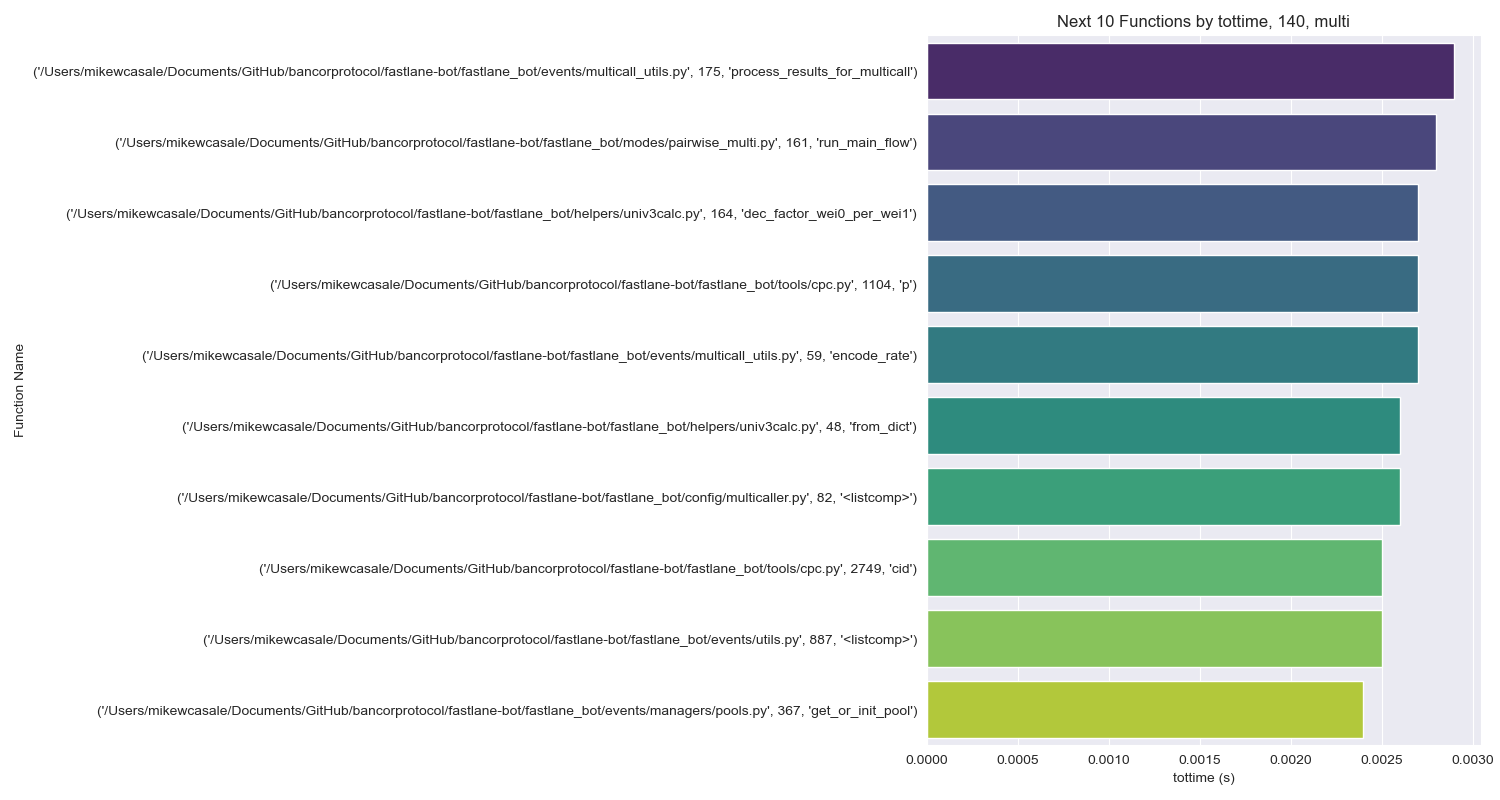 Next 10 Functions by tottime, 140, multi
('/Users/mikewcasale/Documents/GitHub/bancorprotocol/fastlane-bot/fastlane_bot/events/multicall_utils.py', 175, 'process_results_for_multicall')
('/Users/mikewcasale/Documents/GitHub/bancorprotocol/fastlane-bot/fastlane_bot/modes/pairwise_multi.py', 161, 'run_main_flow')
('/Users/mikewcasale/Documents/GitHub/bancorprotocol/fastlane-bot/fastlane_bot/helpers/univ3calc.py', 164, 'dec_factor_wei0_per_wei1')
('/Users/mikewcasale/Documents/GitHub/bancorprotocol/fastlane-bot/fastlane_bot/tools/cpc.py', 1104, 'p')
('/Users/mikewcasale/Documents/GitHub/bancorprotocol/fastlane-bot/fastlane_bot/events/multicall_utils.py', 59, 'encode_rate')
('/Users/mikewcasale/Documents/GitHub/bancorprotocol/fastlane-bot/fastlane_bot/helpers/univ3calc.py', 48, 'from_dict')
('/Users/mikewcasale/Documents/GitHub/bancorprotocol/fastlane-bot/fastlane_bot/config/multicaller.py', 82, '<listcomp>')
('/Users/mikewcasale/Documents/GitHub/bancorprotocol/fastlane-bot/fastlane_bot/tools/cpc.py', 2749, 'cid')
('/Users/mikewcasale/Documents/GitHub/bancorprotocol/fastlane-bot/fastlane_bot/events/utils.py', 887, '<listcomp>')
('/Users/mikewcasale/Documents/GitHub/bancorprotocol/fastlane-bot/fastlane_bot/events/managers/pools.py', 367, 'get_or_init_pool')
Function Name
0.0000 0.0005 0.0010 0.0015 0.0020 0.0025 0.0030
tottime (s)